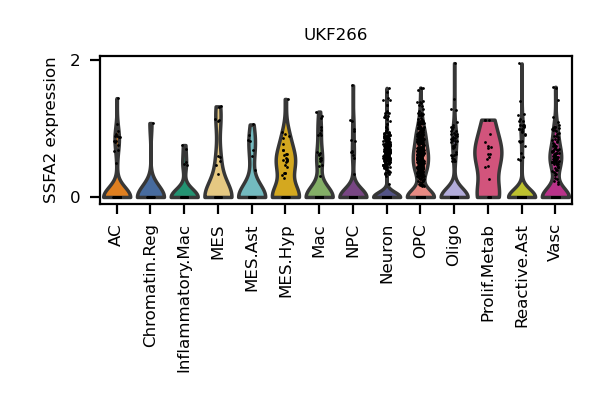 UKF266
SSFA2 expression
2
0
AC
Chromatin.Reg
Inflammatory.Mac
MES
MES.Ast
MES.Hyp
Mac
NPC
Neuron
OPC
Oligo
Prolif.Metab
Reactive.Ast
Vasc